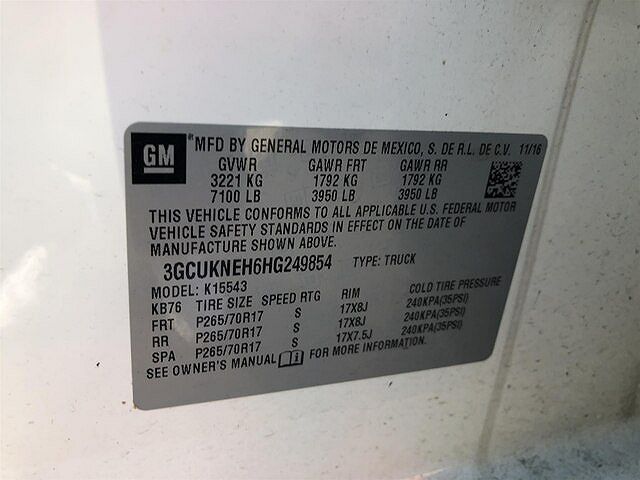 GM
® MFD BY GENERAL MOTORS DE MEXICO, S. DE R.L. DE C.V. 11/16
GVWR GAWR FRT GAWR RR
3221 KG 1792 KG 1792 KG
7100 LB 3950 LB 3950 LB
THIS VEHICLE CONFORMS TO ALL APPLICABLE U.S. FEDERAL MOTOR
VEHICLE SAFETY STANDARDS IN EFFECT ON THE DATE OF
MANUFACTURE SHOWN ABOVE.
3GCUKNEH6HG249854 TYPE: TRUCK
MODEL: K15543
KB76 TIRE SIZE SPEED RTG RIM COLD TIRE PRESSURE
FRT P265/70R17 S 17X8J 240KPA(35PSI)
RR P265/70R17 S 17X8J 240KPA(35PSI)
SPA P265/70R17 S 17X7.5J 240KPA(35PSI)
SEE OWNER'S MANUAL FOR MORE INFORMATION.